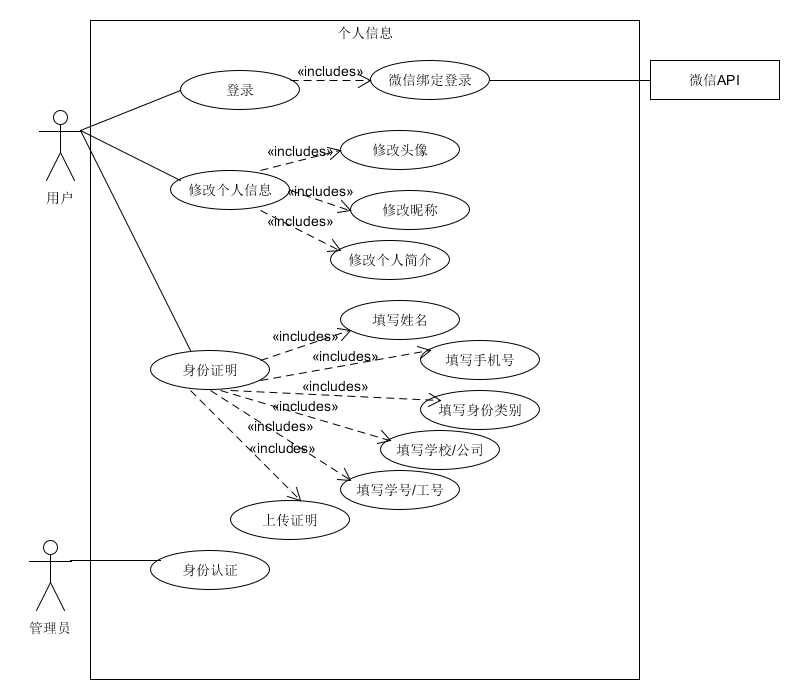 个人信息
登录
«includes»
微信绑定登录
微信API
用户
修改个人信息
«includes»
修改头像
«includes»
修改昵称
«includes»
修改个人简介
身份证明
«includes»
填写姓名
«includes»
填写手机号
«includes»
填写身份类别
«includes»
填写学校/公司
«includes»
填写学号/工号
«includes»
上传证明
管理员
身份认证